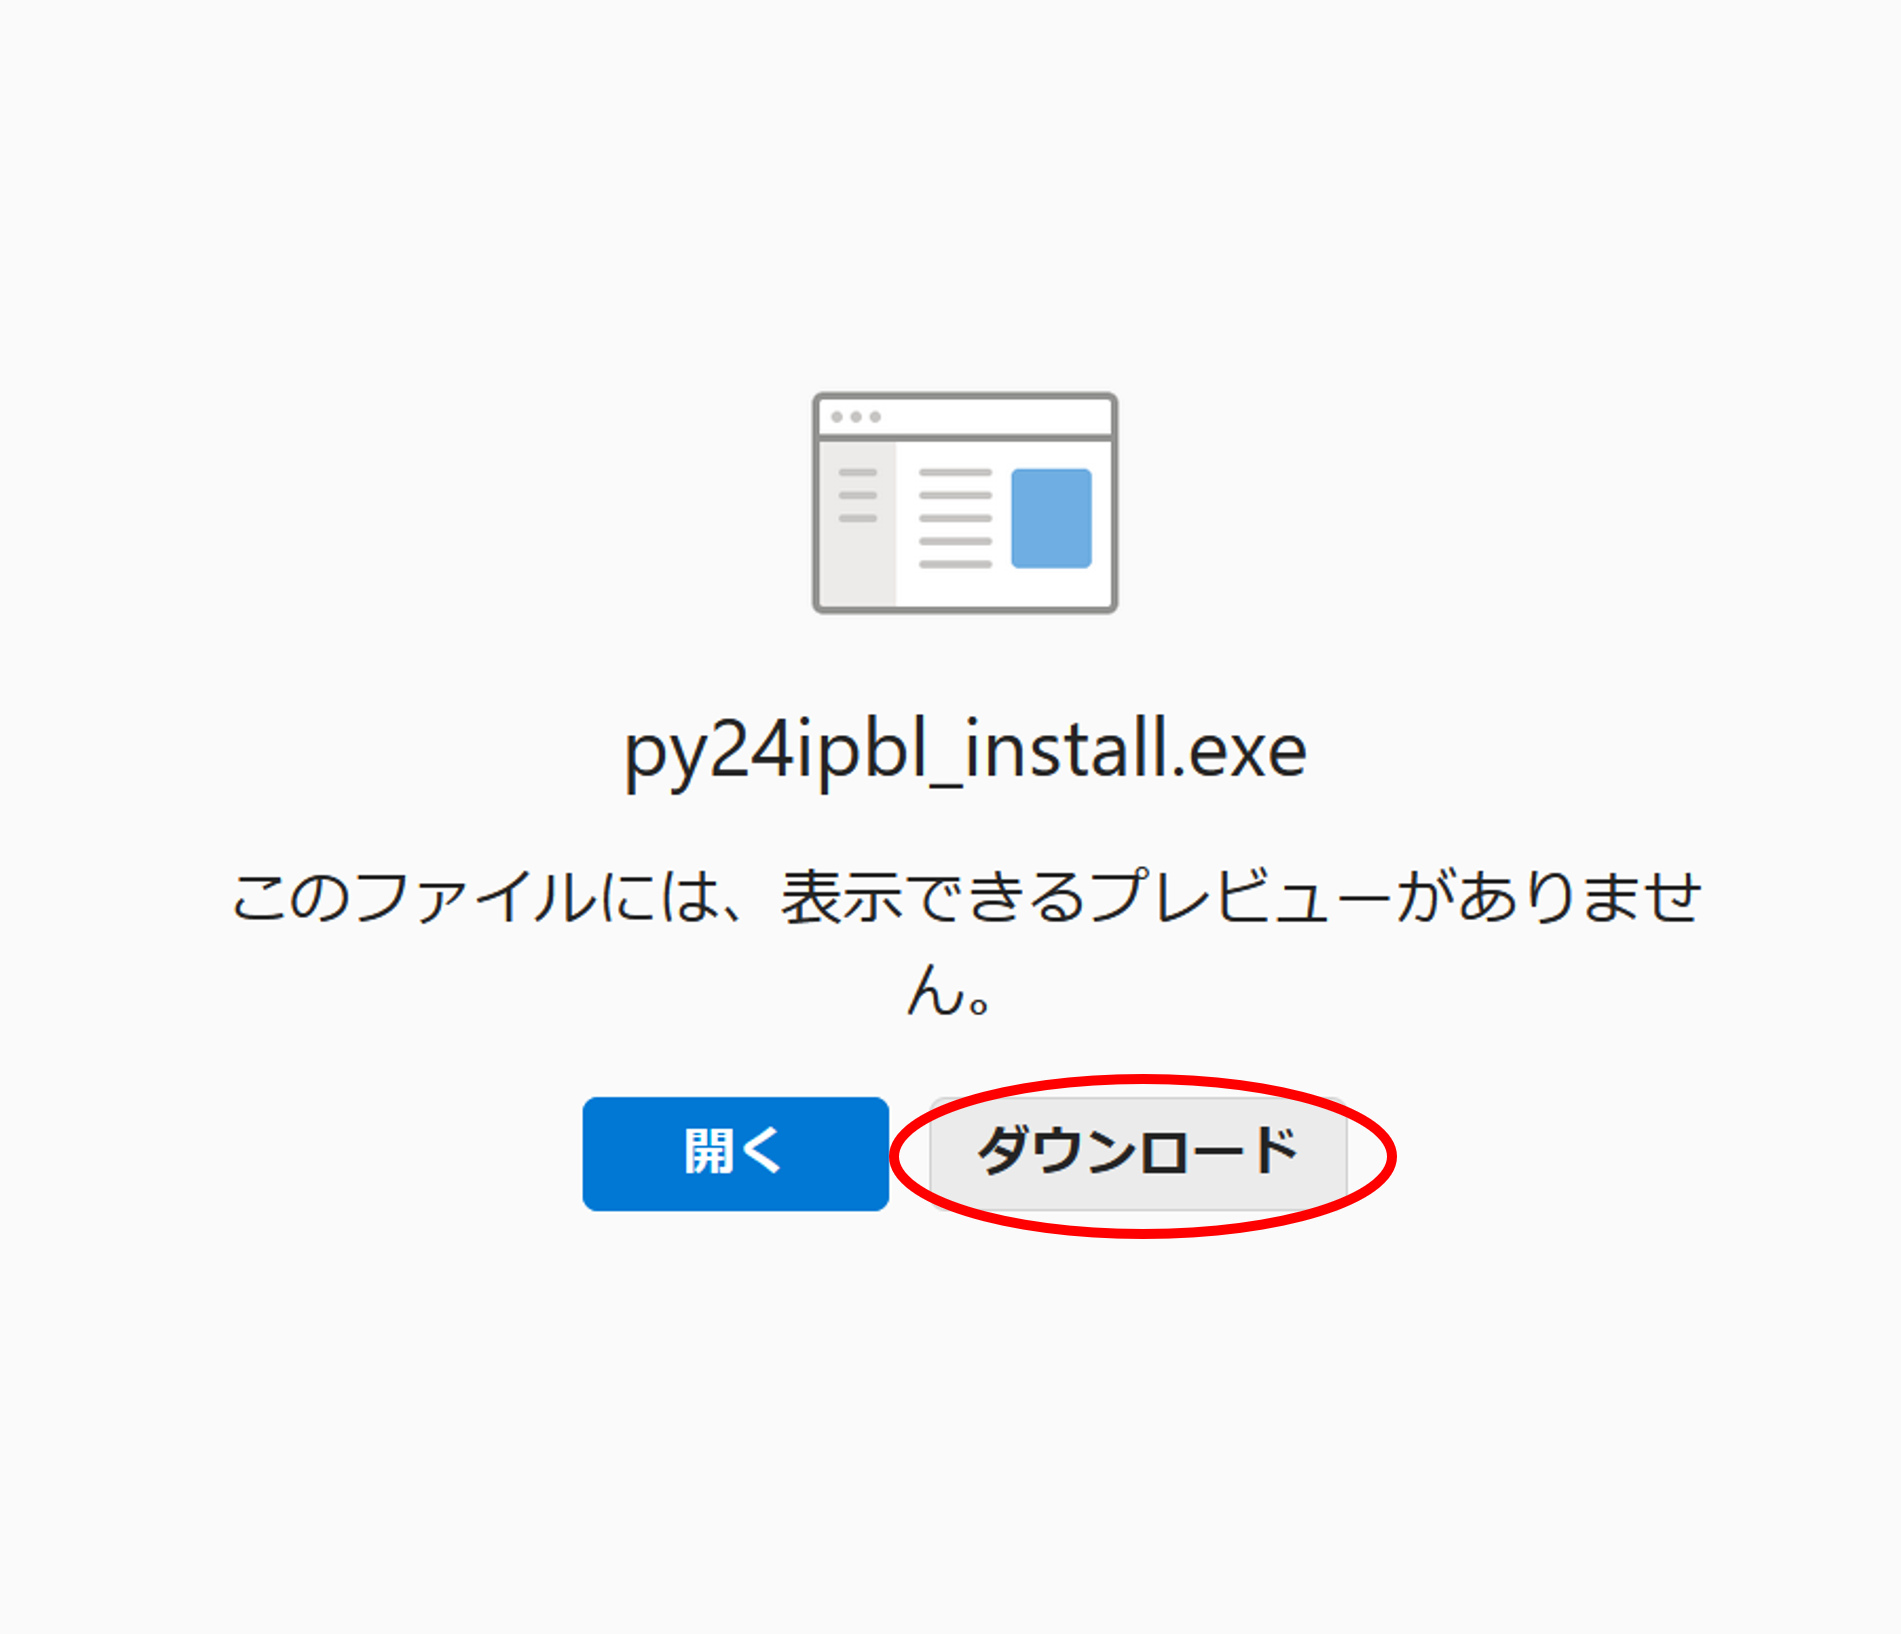 py24ipbl_install.exe
このファイルには、表示できるプレビューがありませ
ん。
開く
ダウンロード